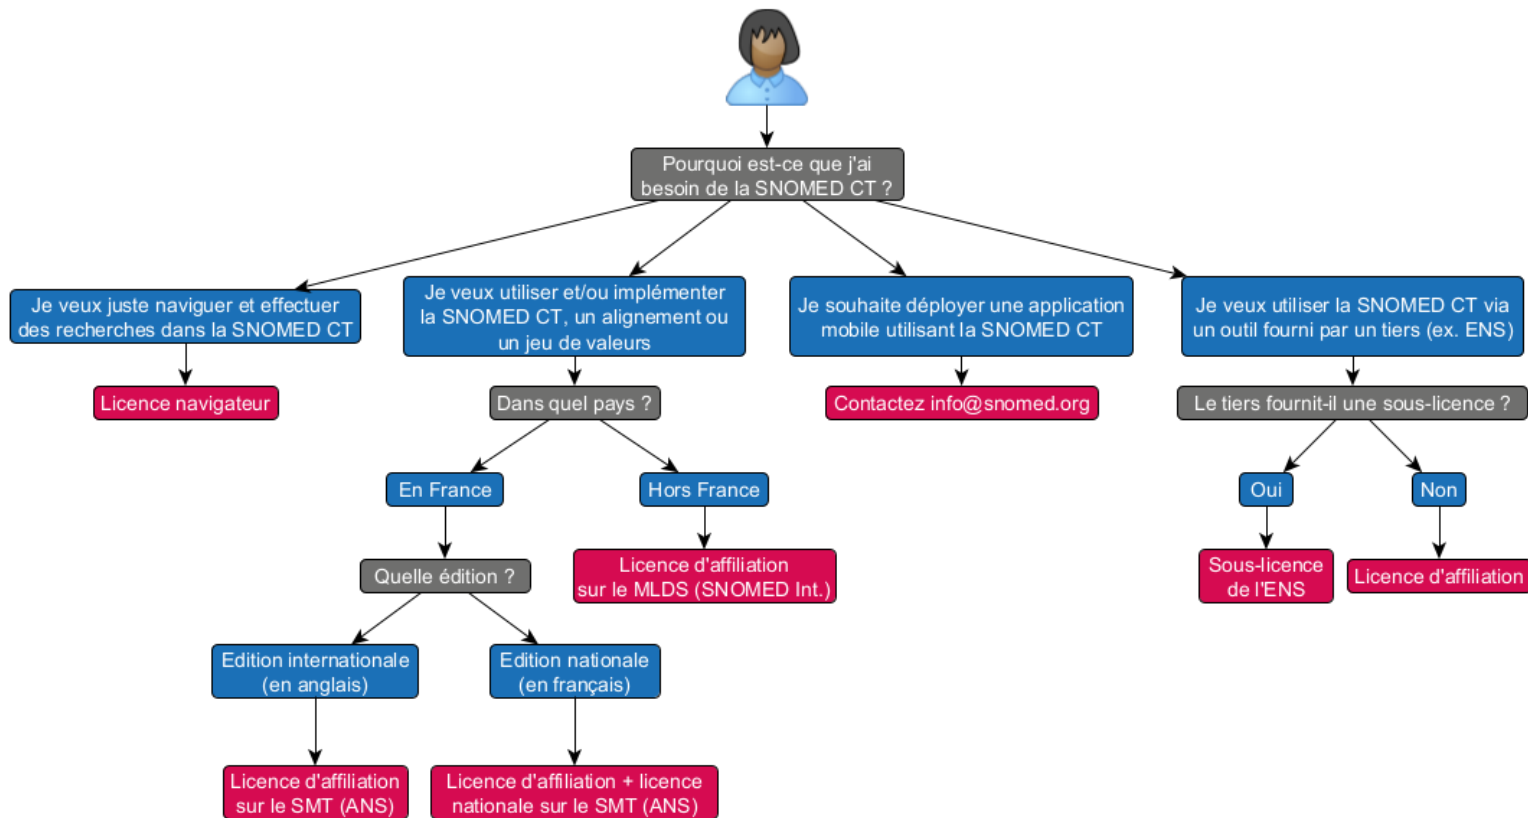 Pourquoi est-ce que j'ai
besoin de la SNOMED CT ?
Je veux juste naviguer et effectuer
des recherches dans la SNOMED CT
Je veux utiliser et/ou implémenter
la SNOMED CT, un alignement ou
un jeu de valeurs
Je souhaite déployer une application
mobile utilisant la SNOMED CT
Je veux utiliser la SNOMED CT via
un outil fourni par un tiers (ex. ENS)
Licence navigateur
Dans quel pays ?
Contactez info@snomed.org
Le tiers fournit-il une sous-licence ?
En France
Hors France
Oui
Non
Quelle édition ?
Licence d'affiliation
sur le MLDS (SNOMED Int.)
Sous-licence
de l'ENS
Licence d'affiliation
Edition internationale
(en anglais)
Edition nationale
(en français)
Licence d'affiliation
sur le SMT (ANS)
Licence d'affiliation + licence
nationale sur le SMT (ANS)